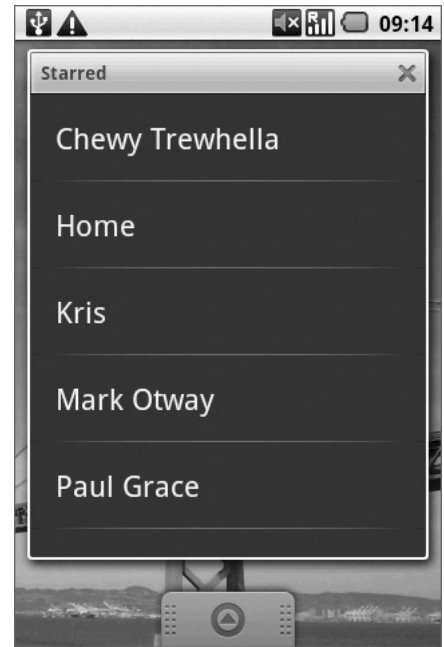 R
09:14
Starred
Chewy Trewhella
Home
Kris
Mark Otway
Paul Grace